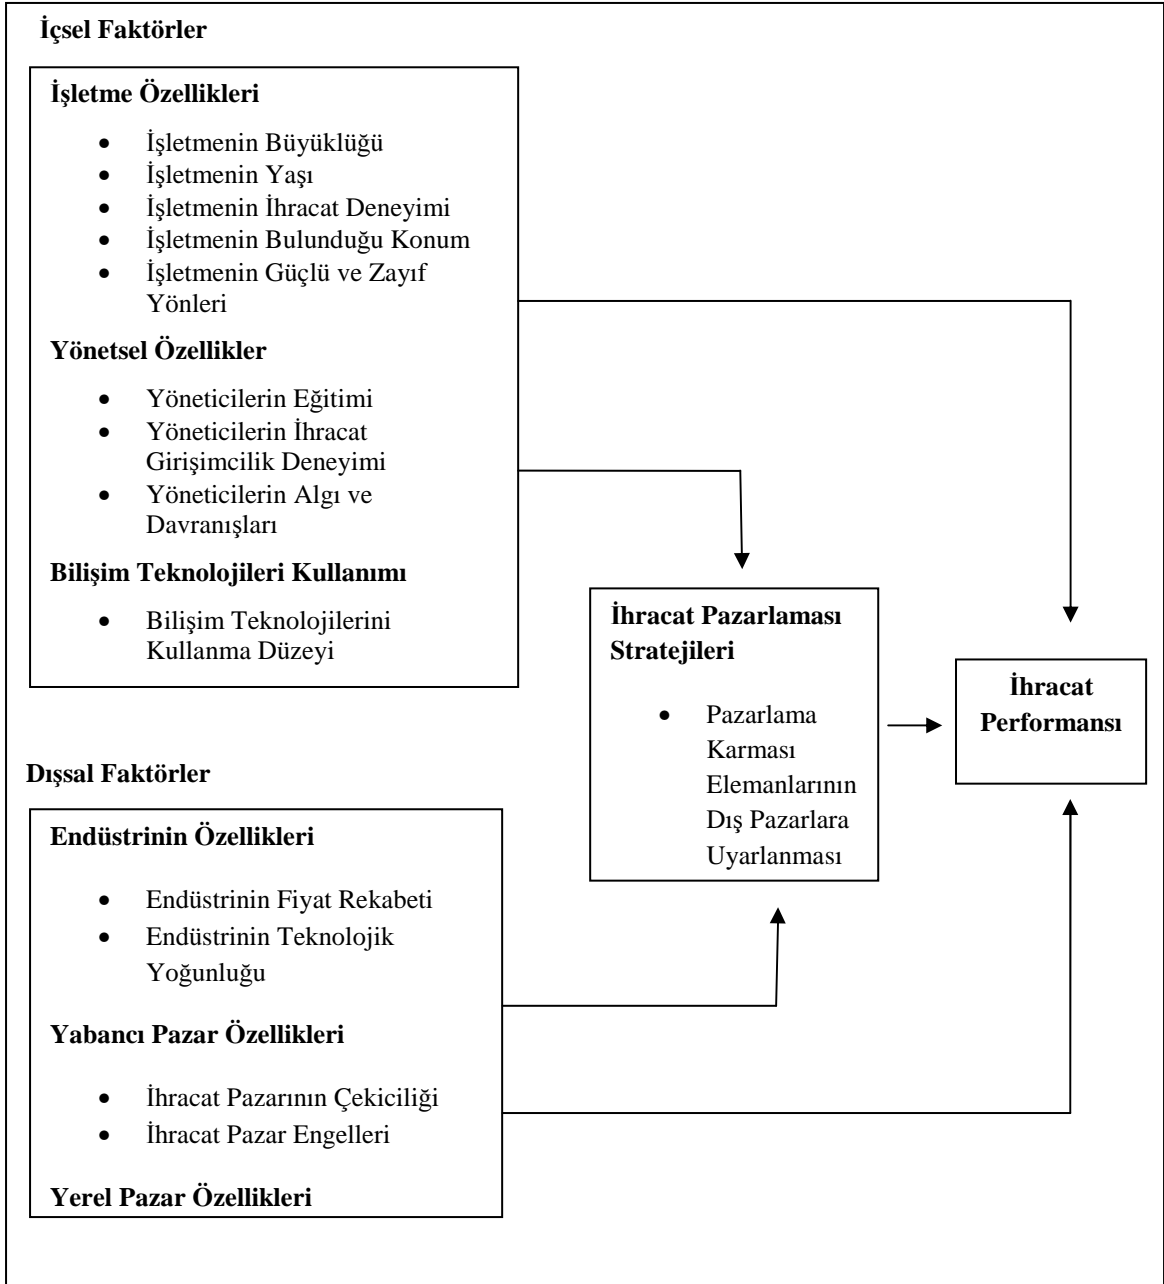 İçsel Faktörler
İşletme Özellikleri
• İşletmenin Büyüklüğü
• İşletmenin Yaşı
• İşletmenin İhracat Deneyimi
• İşletmenin Bulunduğu Konum
• İşletmenin Güçlü ve Zayıf
Yönleri
Yönetsel Özellikler
• Yöneticilerin Eğitimi
• Yöneticilerin İhracat
Girişimcilik Deneyimi
• Yöneticilerin Algı ve
Davranışları
Bilişim Teknolojileri Kullanımı
• Bilişim Teknolojilerini
Kullanma Düzeyi
İhracat Pazarlaması
Stratejileri
• Pazarlama
Karması
Elemanlarının
Dış Pazarlara
Uyarlanması
İhracat
Performansı
Dışsal Faktörler
Endüstrinin Özellikleri
• Endüstrinin Fiyat Rekabeti
• Endüstrinin Teknolojik
Yoğunluğu
Yabancı Pazar Özellikleri
• İhracat Pazarının Çekiciliği
• İhracat Pazar Engelleri
Yerel Pazar Özellikleri